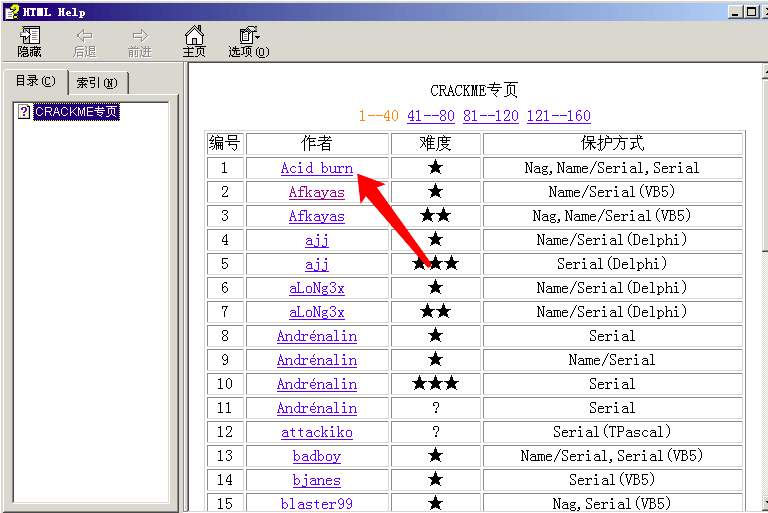 HTML Help
隐藏 后退 前进 主页 选项(O)
目录(C) 索引(N)
CRACKME专页
CRACKME专页
1--40 41--80 81--120 121--160
编号 作者 难度 保护方式
1 Acid burn ★ Nag,Name/Serial,Serial
2 Afkayas ★ Name/Serial(VB5)
3 Afkayas ★★ Nag,Name/Serial(VB5)
4 ajj ★ Name/Serial(Delphi)
5 ajj ★★★ Serial(Delphi)
6 aLoNg3x ★ Name/Serial(Delphi)
7 aLoNg3x ★★ Name/Serial(Delphi)
8 Andrénalin ★ Serial
9 Andrénalin ★ Name/Serial
10 Andrénalin ★★★ Serial
11 Andrénalin ? Serial
12 attackiko ? Serial(TPascal)
13 badboy ★ Name/Serial,Serial(VB5)
14 bjanes ★ Serial(VB5)
15 blaster99 ★ Nag,Serial(VB5)